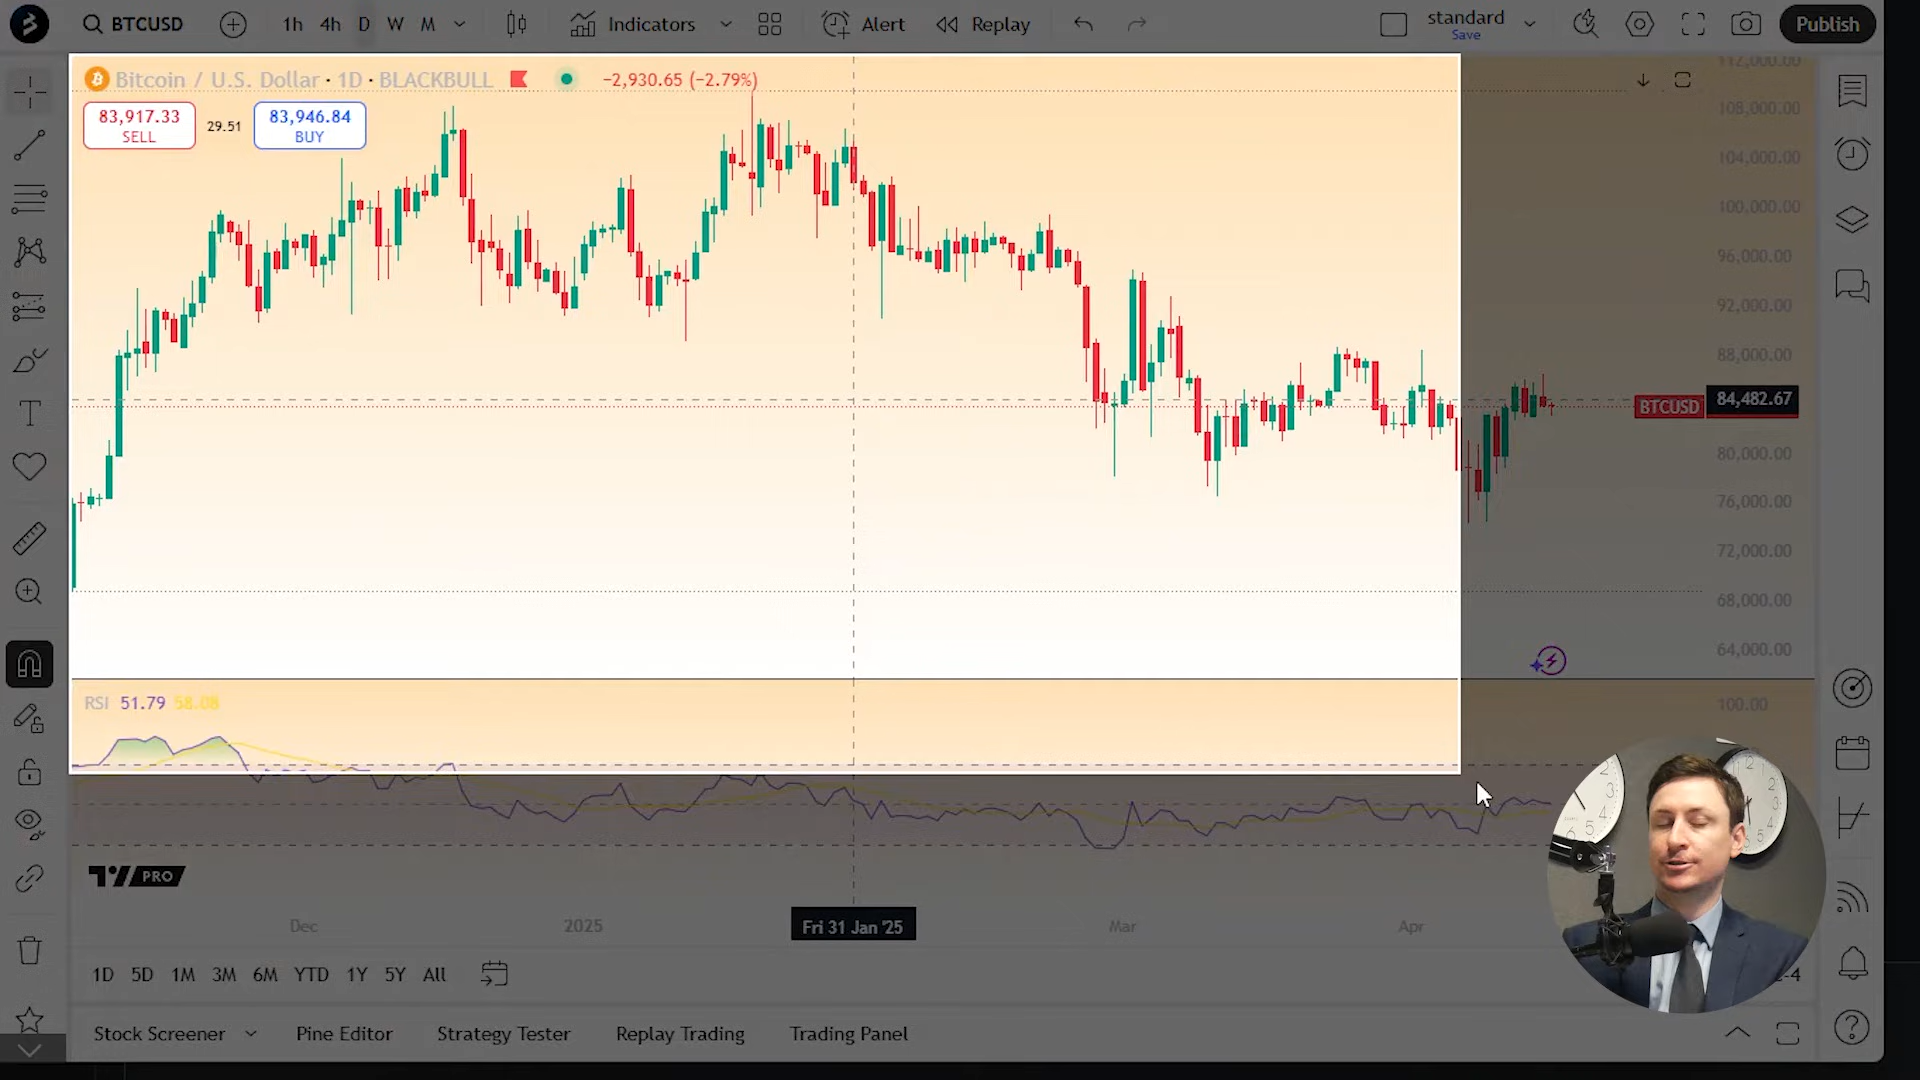 BTCUSD
1h 4h D W M
Indicators
Alert
Replay
standard
Save
Publish
Bitcoin / U.S. Dollar · 1D · BLACKBULL
−2,930.65 (−2.79%)
83,917.33
SELL
29.51
83,946.84
BUY
112,000.00
108,000.00
104,000.00
100,000.00
96,000.00
92,000.00
88,000.00
BTCUSD
84,482.67
80,000.00
76,000.00
72,000.00
68,000.00
64,000.00
RSI 51.79 58.08
100.00
PRO
Dec
2025
Fri 31 Jan '25
Mar
Apr
1D 5D 1M 3M 6M YTD 1Y 5Y All
Stock Screener
Pine Editor
Strategy Tester
Replay Trading
Trading Panel